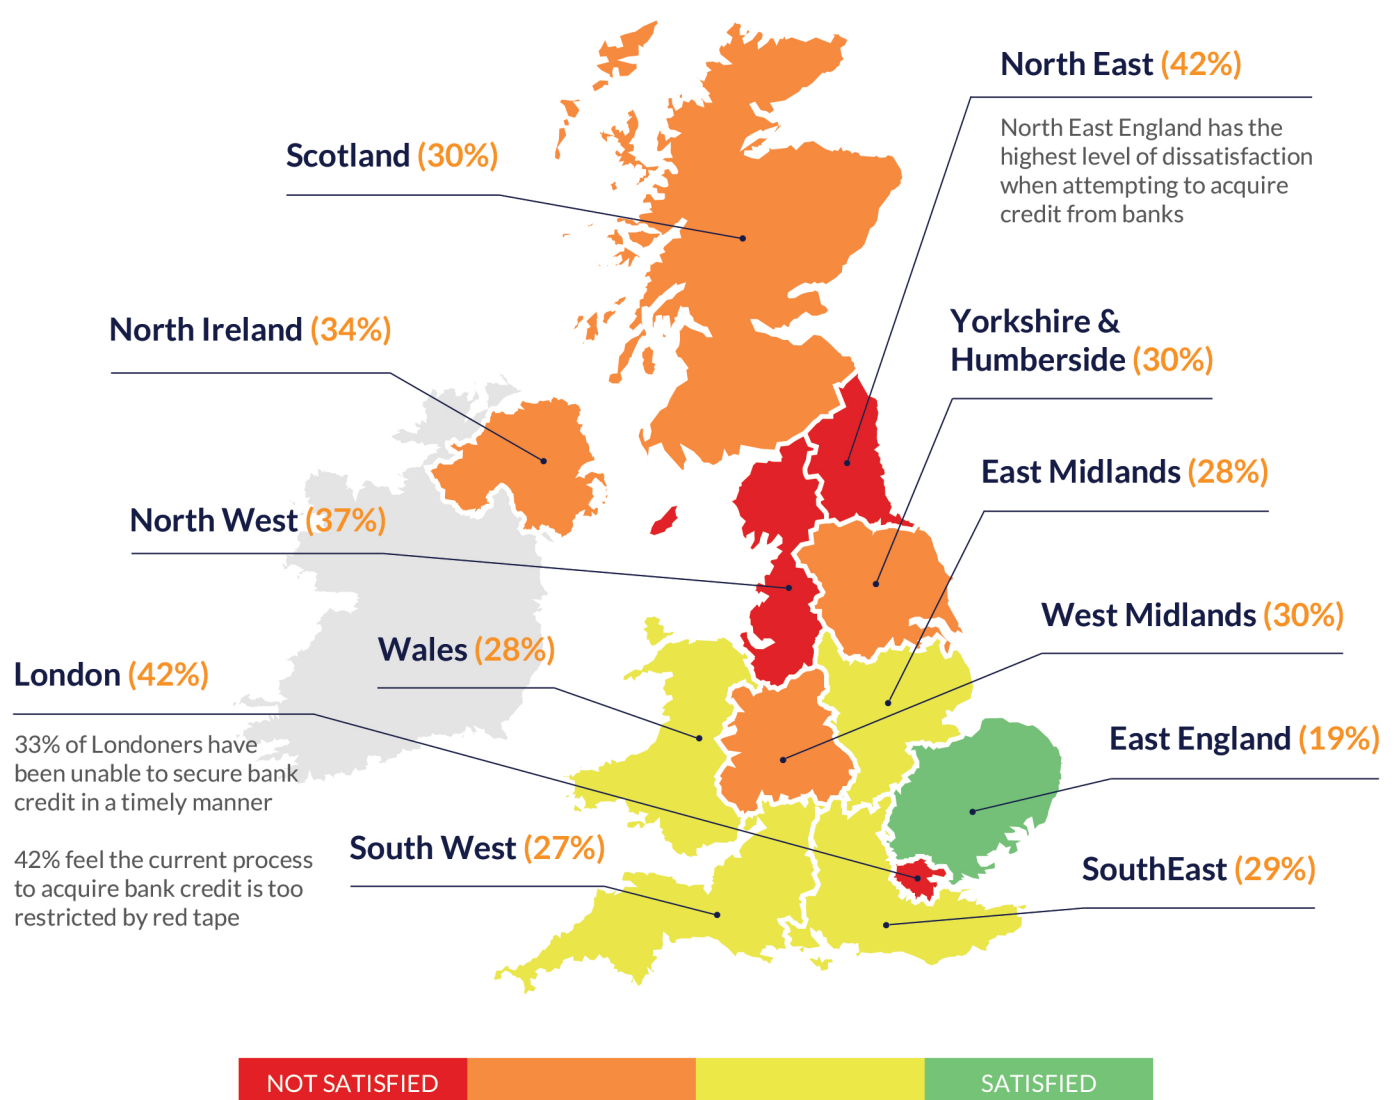 North East (42%)
North East England has the
highest level of dissatisfaction
when attempting to acquire
credit from banks
Scotland (30%)
North Ireland (34%)
Yorkshire &
Humberside (30%)
East Midlands (28%)
North West (37%)
West Midlands (30%)
Wales (28%)
London (42%)
33% of Londoners have
been unable to secure bank
credit in a timely manner
42% feel the current process
to acquire bank credit is too
restricted by red tape
East England (19%)
South West (27%)
SouthEast (29%)
NOT SATISFIED
SATISFIED